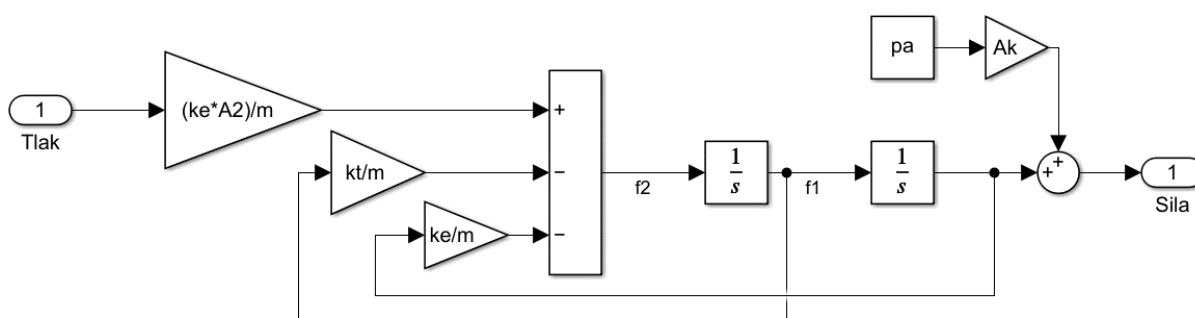 1
Tlak
(ke*A2)/m
kt/m
ke/m
+
−
−
f2
1
s
f1
1
s
pa
Ak
+
+
1
Sila